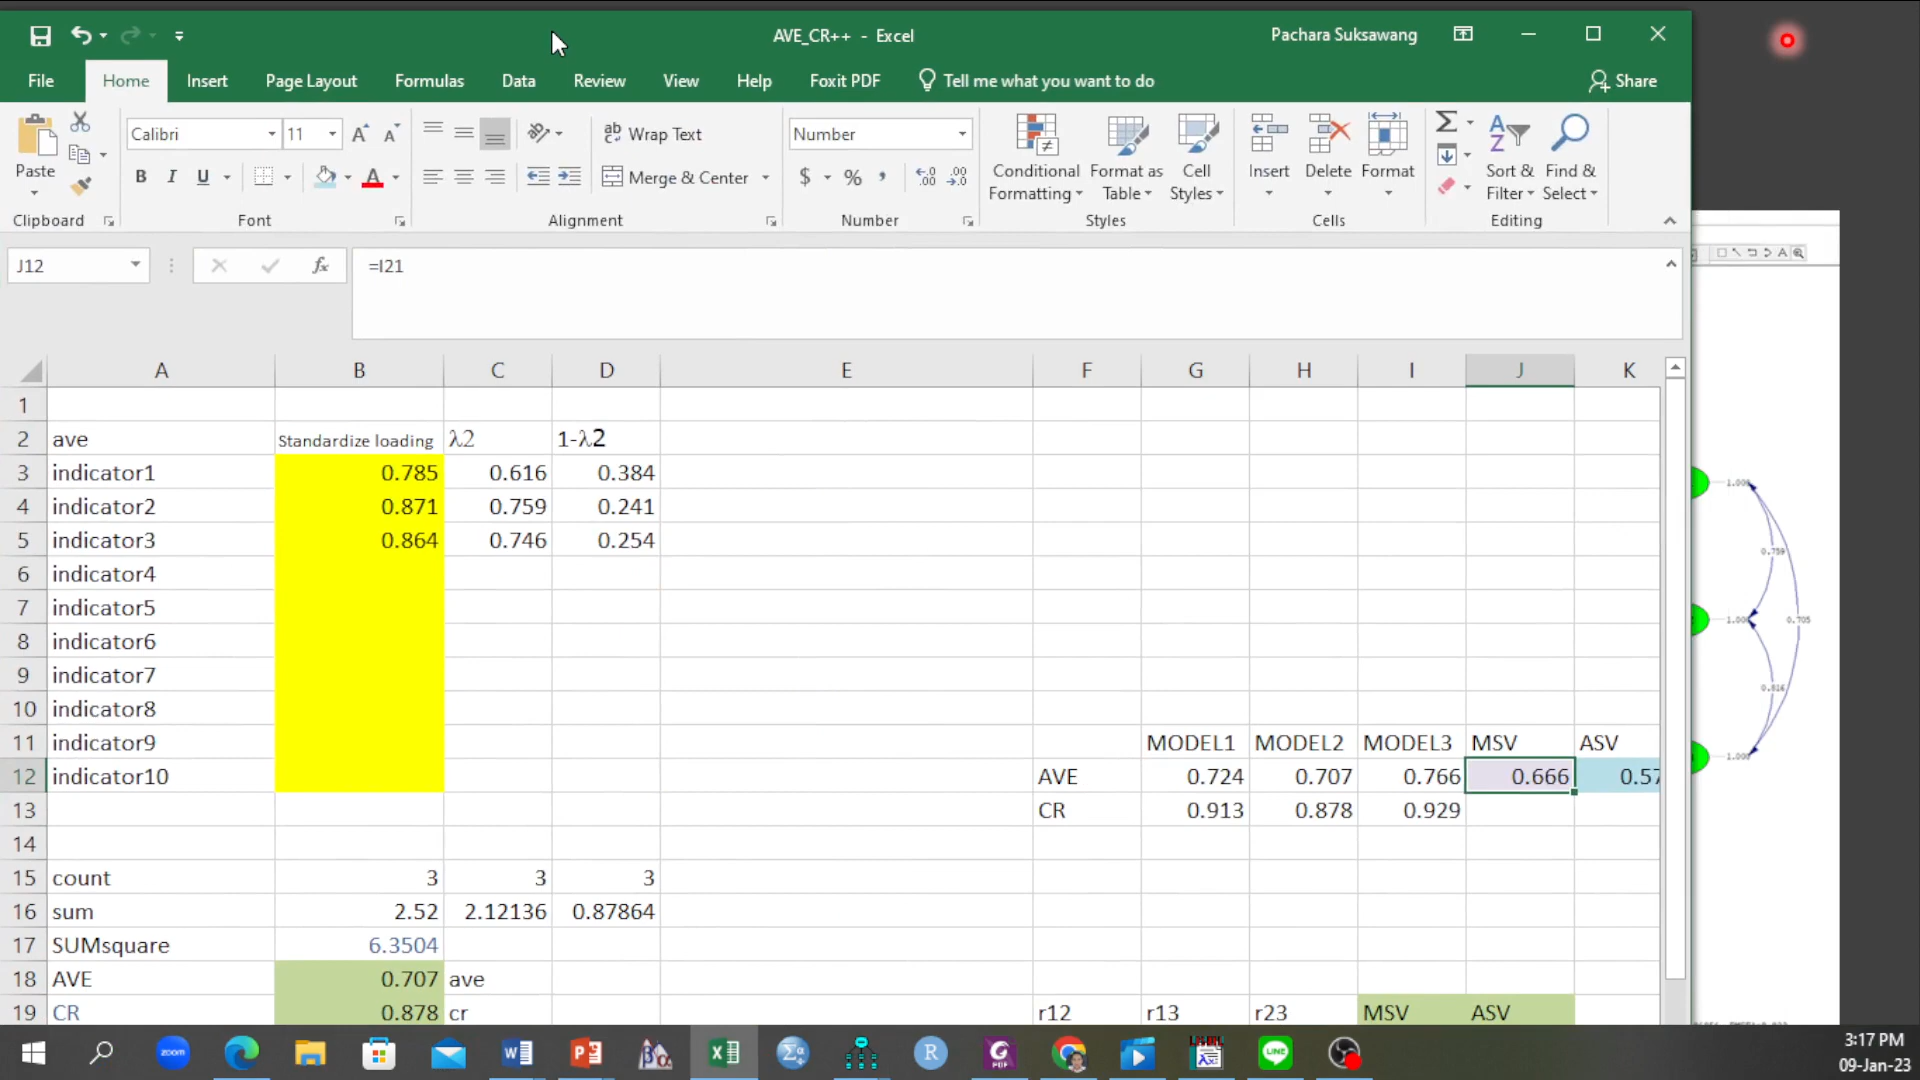 AVE_CR++ - Excel
Pachara Suksawang
File Home Insert Page Layout Formulas Data Review View Help Foxit PDF Tell me what you want to do Share
Calibri 11 Wrap Text Number
Paste Merge & Center $ % Conditional Formatting Format as Table Cell Styles Insert Delete Format Sort & Filter Find & Select
Clipboard Font Alignment Number Styles Cells Editing
J12 fx =I21
A B C D E F G H I J K
1
2 ave Standardize loading λ2 1-λ2
3 indicator1 0.785 0.616 0.384
4 indicator2 0.871 0.759 0.241
5 indicator3 0.864 0.746 0.254
6 indicator4
7 indicator5
8 indicator6
9 indicator7
10 indicator8
11 indicator9 MODEL1 MODEL2 MODEL3 MSV ASV
12 indicator10 AVE 0.724 0.707 0.766 0.666 0.57
13 CR 0.913 0.878 0.929
14
15 count 3 3 3
16 sum 2.52 2.12136 0.87864
17 SUMsquare 6.3504
18 AVE 0.707 ave
19 CR 0.878 cr r12 r13 r23 MSV ASV
0.759
0.705
0.816
zoom
3:17 PM
09-Jan-23